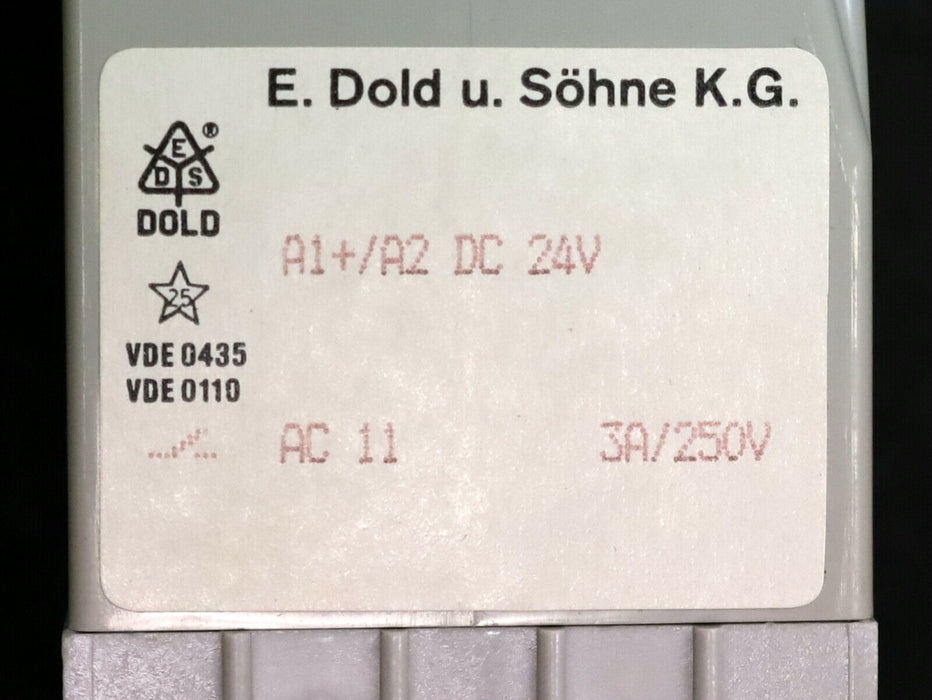 E. Dold u. Söhne K.G.
®
E
D S
DOLD
A1+/A2 DC 24V
25
VDE 0435
VDE 0110
AC 11 3A/250V